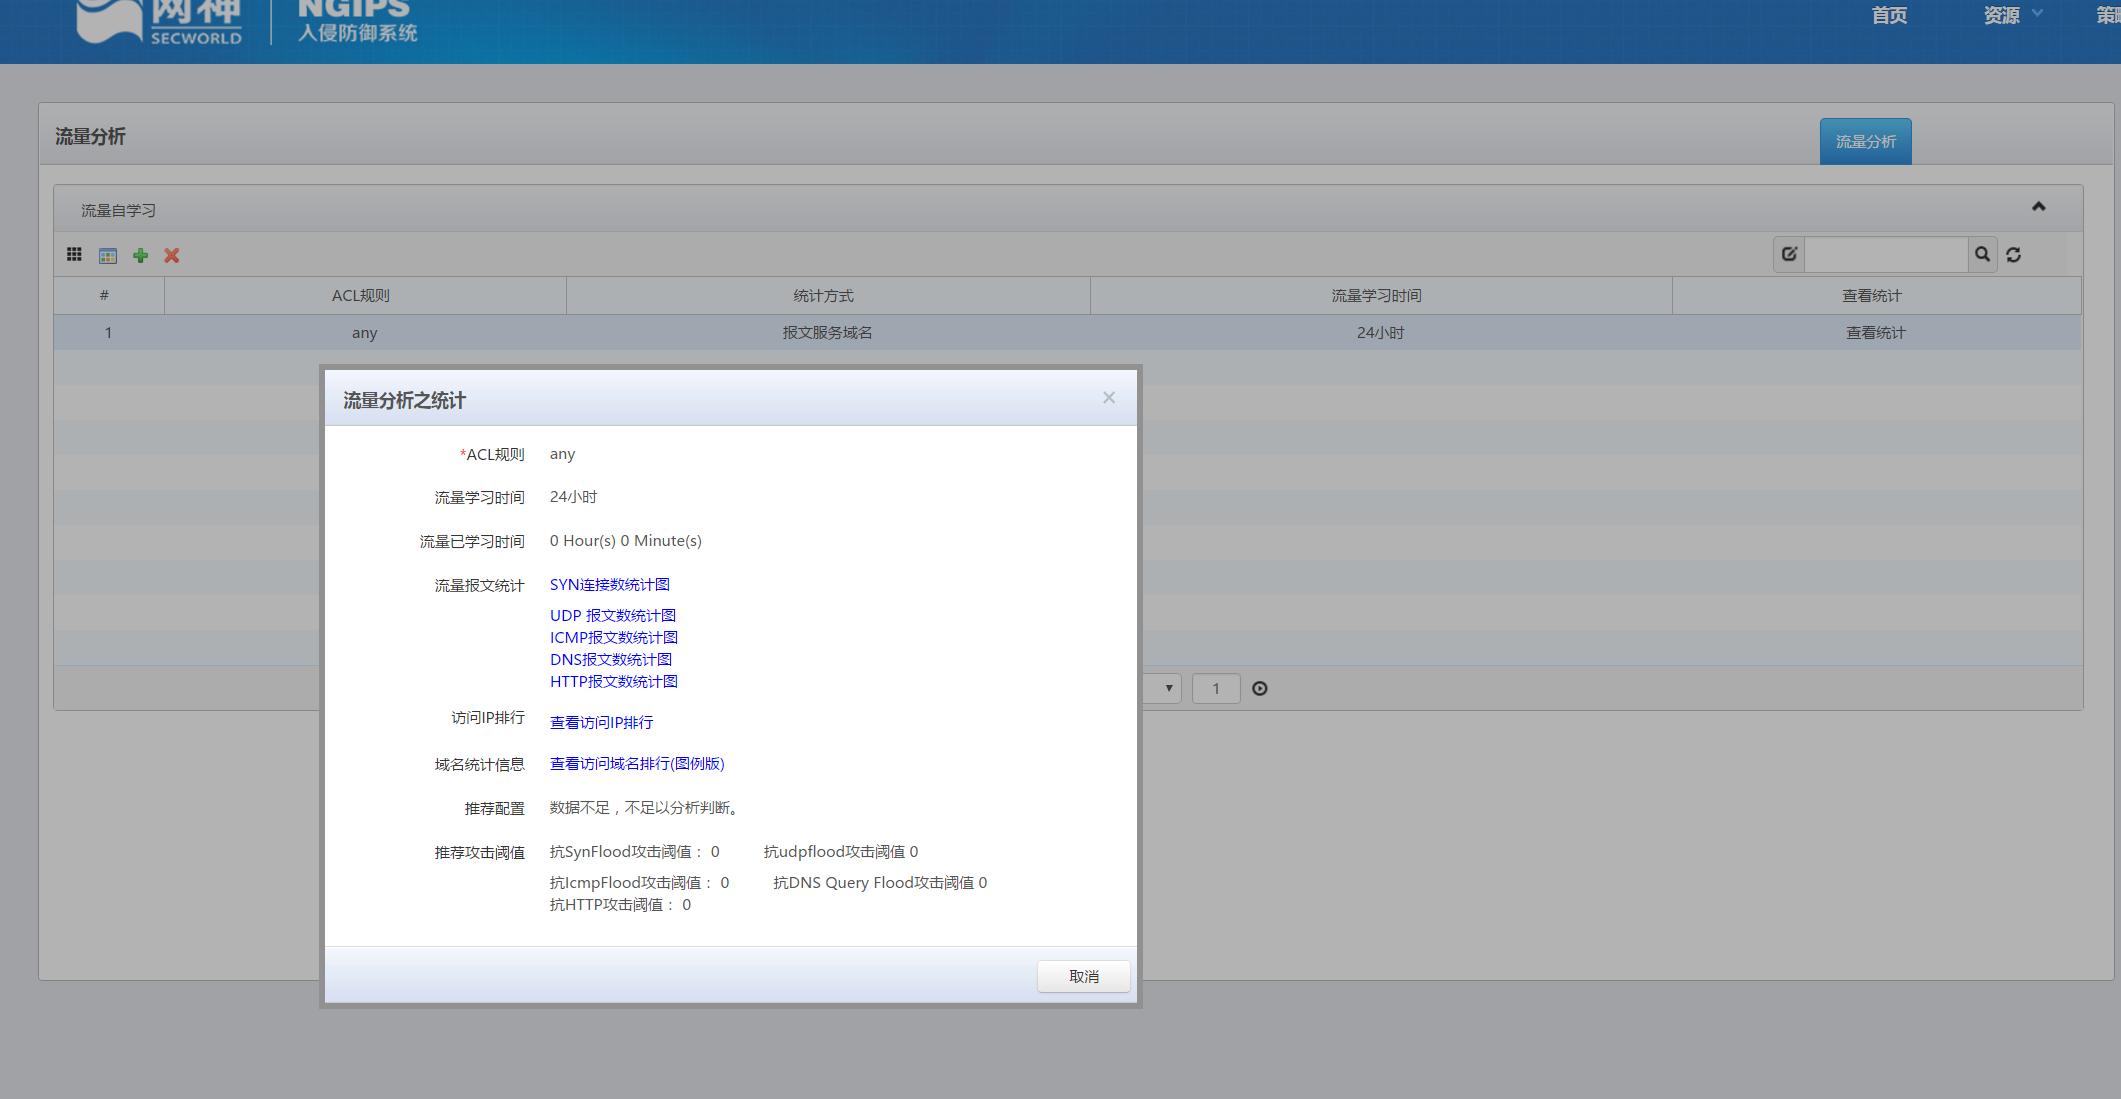 网神
SECWORLD
NGIPS
入侵防御系统
首页
资源
流量分析
流量分析
流量自学习
# ACL规则 统计方式 流量学习时间 查看统计
1 any 报文服务域名 24小时 查看统计
流量分析之统计
*ACL规则 any
流量学习时间 24小时
流量已学习时间 0 Hour(s) 0 Minute(s)
流量报文统计 SYN连接数统计图
UDP 报文数统计图
ICMP报文数统计图
DNS报文数统计图
HTTP报文数统计图
访问IP排行 查看访问IP排行
域名统计信息 查看访问域名排行(图例版)
推荐配置 数据不足，不足以分析判断。
推荐攻击阈值 抗SynFlood攻击阈值： 0 抗udpflood攻击阈值 0
抗IcmpFlood攻击阈值： 0 抗DNS Query Flood攻击阈值 0
抗HTTP攻击阈值： 0
1
取消